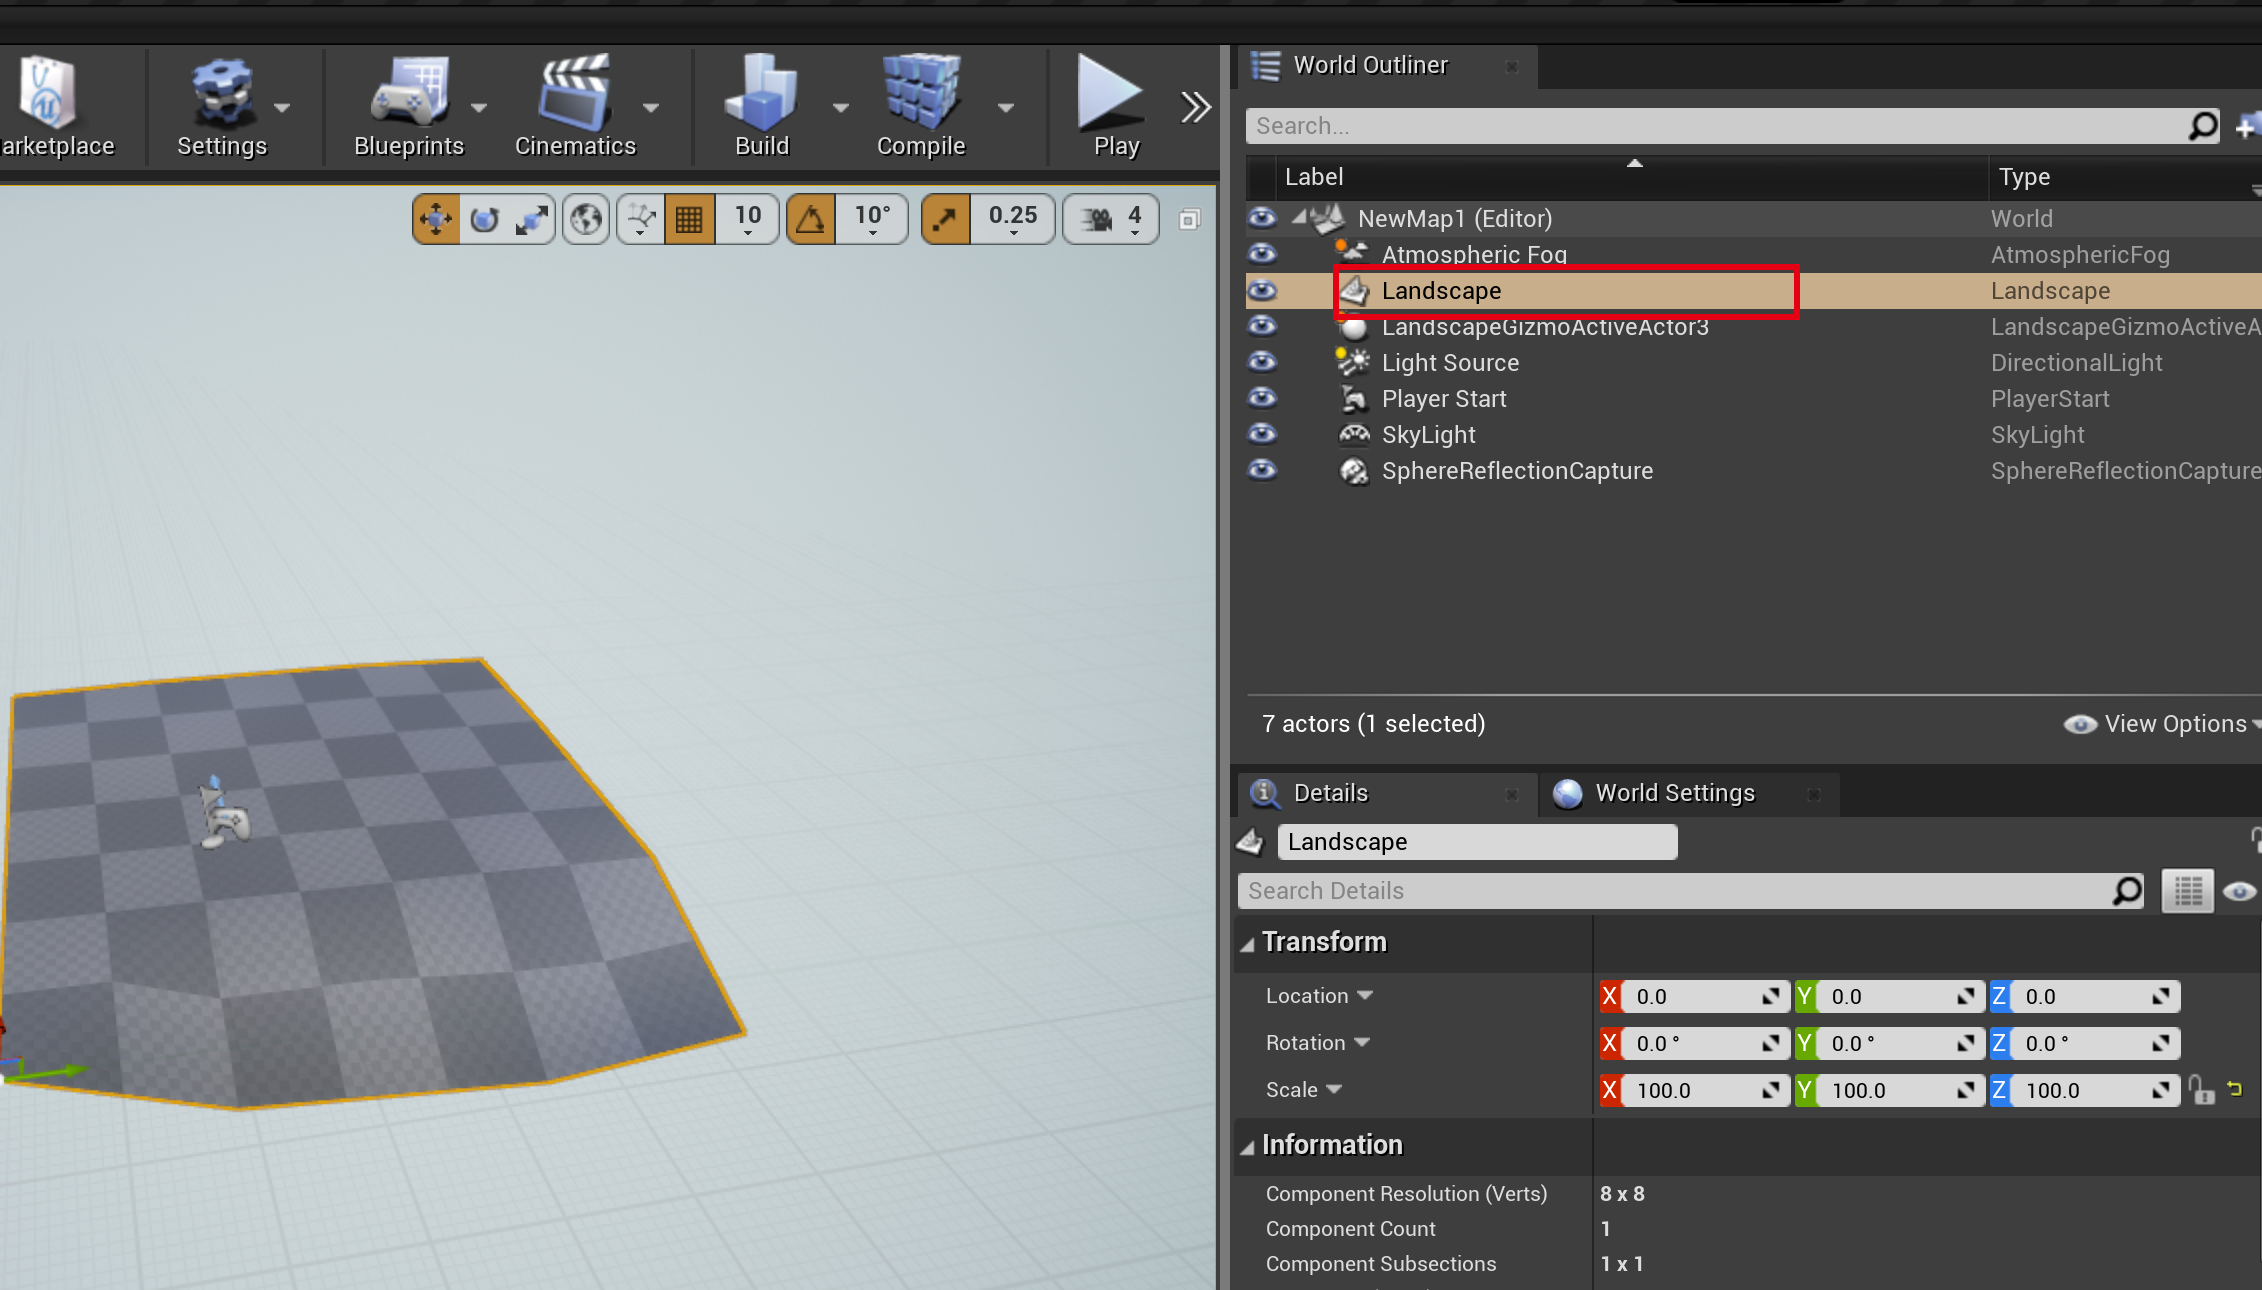 arketplace
Settings
Blueprints
Cinematics
Build
Compile
Play
10
10°
0.25
4
World Outliner
Search...
Label
Type
NewMap1 (Editor)
World
Atmospheric Fog
AtmosphericFog
Landscape
Landscape
LandscapeGizmoActiveActor3
LandscapeGizmoActiveA
Light Source
DirectionalLight
Player Start
PlayerStart
SkyLight
SkyLight
SphereReflectionCapture
SphereReflectionCapture
7 actors (1 selected)
View Options
Details
World Settings
Landscape
Search Details
Transform
Location
X 0.0
Y 0.0
Z 0.0
Rotation
X 0.0 °
Y 0.0 °
Z 0.0 °
Scale
X 100.0
Y 100.0
Z 100.0
Information
Component Resolution (Verts)
8 x 8
Component Count
1
Component Subsections
1 x 1